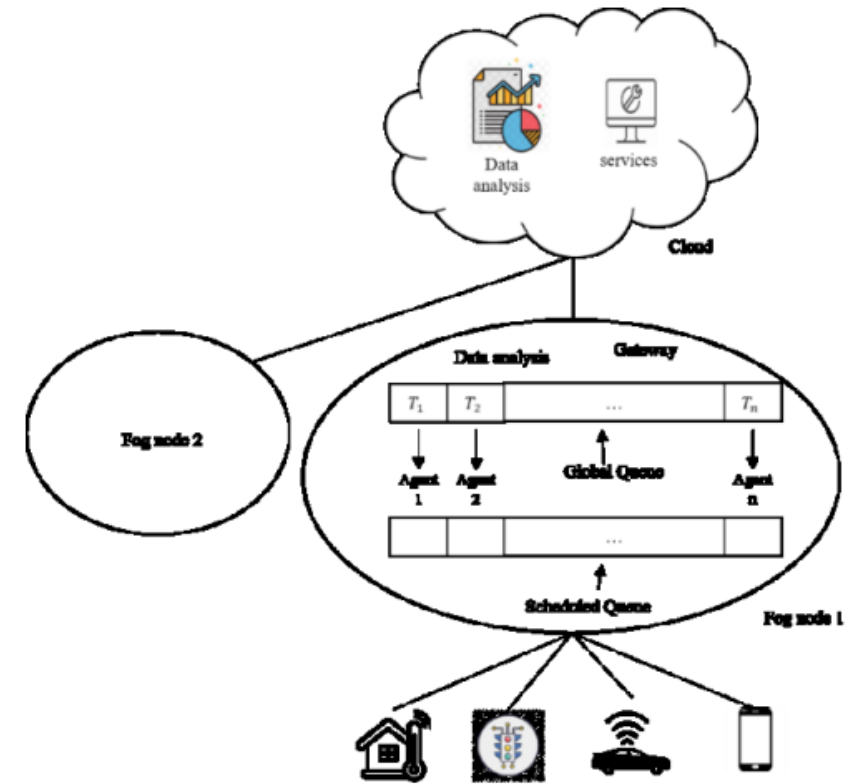 Data
analysis
services
Cloud
Data analysis
Gateway
T₁ T₂ ... Tₙ
Fog node 2
Agent
1
Agent
2
Global Queue
Agent
n
...
Scheduled Queue
Fog node 1